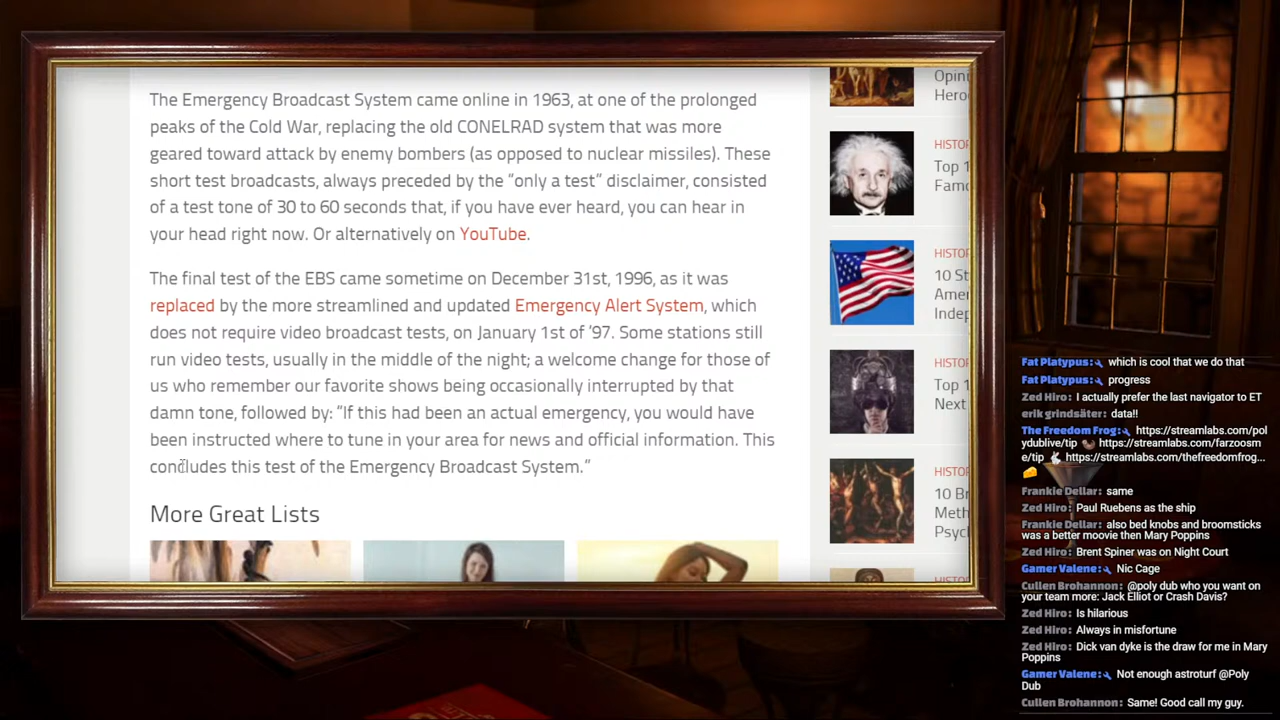 The Emergency Broadcast System came online in 1963, at one of the prolonged
peaks of the Cold War, replacing the old CONELRAD system that was more
geared toward attack by enemy bombers (as opposed to nuclear missiles). These
short test broadcasts, always preceded by the “only a test” disclaimer, consisted
of a test tone of 30 to 60 seconds that, if you have ever heard, you can hear in
your head right now. Or alternatively on YouTube.
The final test of the EBS came sometime on December 31st, 1996, as it was
replaced by the more streamlined and updated Emergency Alert System, which
does not require video broadcast tests, on January 1st of ’97. Some stations still
run video tests, usually in the middle of the night; a welcome change for those of
us who remember our favorite shows being occasionally interrupted by that
damn tone, followed by: “If this had been an actual emergency, you would have
been instructed where to tune in your area for news and official information. This
concludes this test of the Emergency Broadcast System.”
More Great Lists
Opin
Hero
HISTO
Top 1
Famo
HISTO
10 St
Amer
Indep
HISTO
Top 1
Next
HISTO
10 Br
Meth
Psyc
Fat Platypus: which is cool that we do that
Fat Platypus: progress
Zed Hiro: I actually prefer the last navigator to ET
erik grindsäter: data!!
The Freedom Frog: https://streamlabs.com/pol
ydublive/tip 🐿️ https://streamlabs.com/farzoosm
e/tip 🐇 https://streamlabs.com/thefreedomfrog...
Frankie Dellar: same
Zed Hiro: Paul Ruebens as the ship
Frankie Dellar: also bed knobs and broomsticks
was a better moovie then Mary Poppins
Zed Hiro: Brent Spiner was on Night Court
Gamer Valene: Nic Cage
Cullen Brohannon: @poly dub who you want on
your team more: Jack Elliot or Crash Davis?
Zed Hiro: Is hilarious
Zed Hiro: Always in misfortune
Zed Hiro: Dick van dyke is the draw for me in Mary
Poppins
Gamer Valene: Not enough astroturf @Poly
Dub
Cullen Brohannon: Same! Good call my guy.